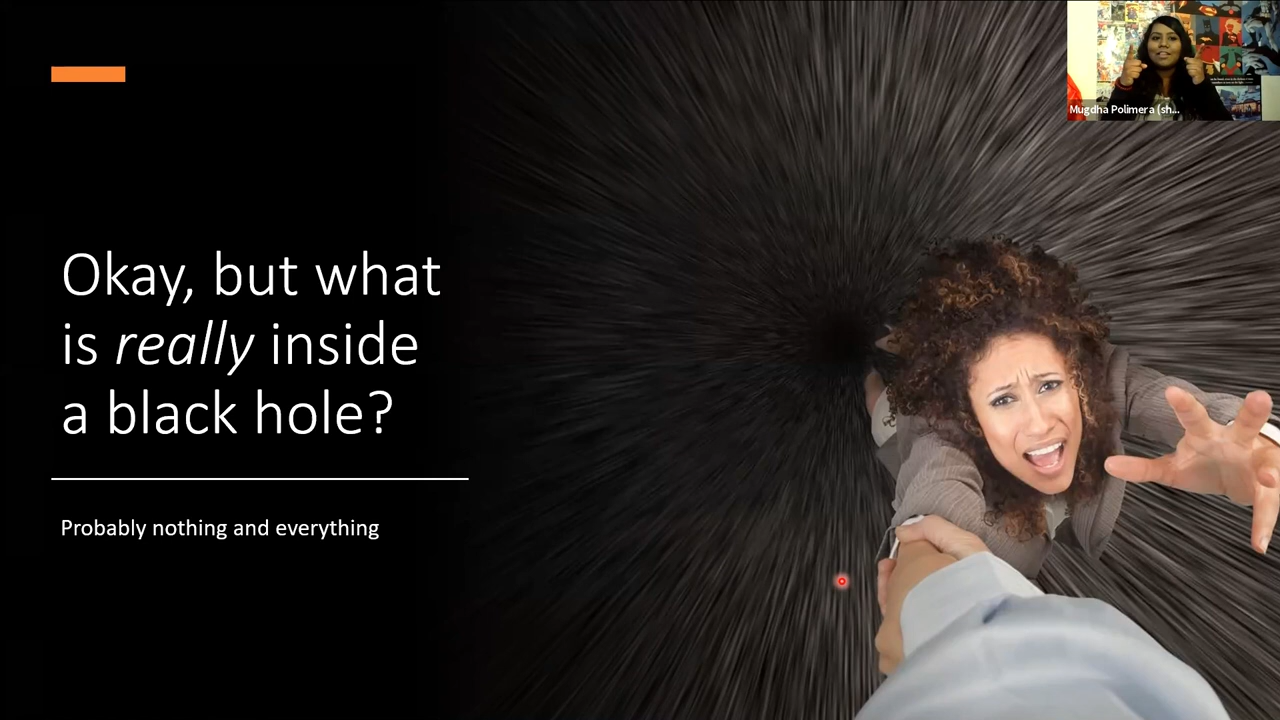 Okay, but what
is really inside
a black hole?
Probably nothing and everything
Mugdha Polimera (sh...